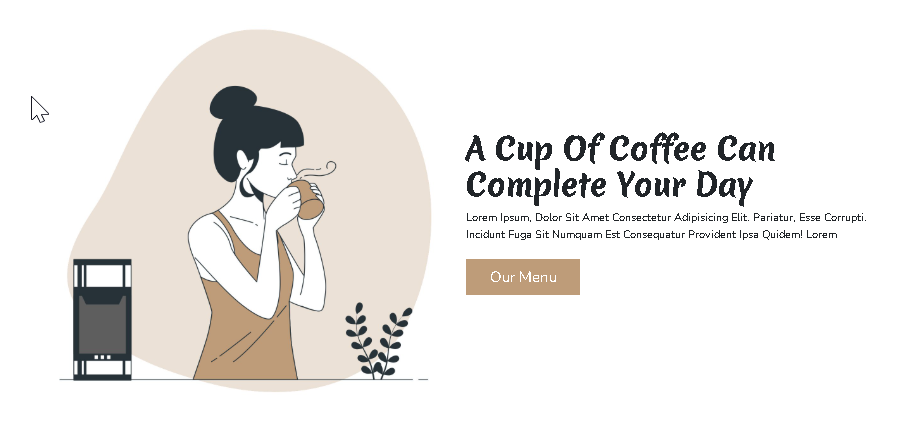 A Cup Of Coffee Can
Complete Your Day
Lorem Ipsum, Dolor Sit Amet Consectetur Adipisicing Elit. Pariatur, Esse Corrupti.
Incidunt Fuga Sit Numquam Est Consequatur Provident Ipsa Quidem! Lorem
Our Menu